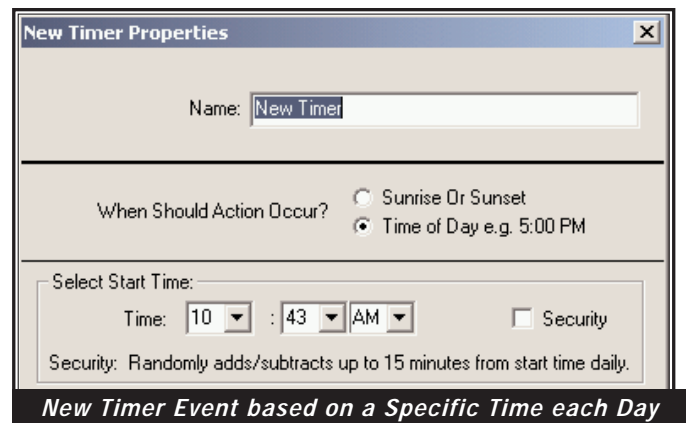 New Timer Properties
Name: New Timer
When Should Action Occur?
Sunrise Or Sunset
Time of Day e.g. 5:00 PM
Select Start Time:
Time: 10 : 43 AM Security
Security: Randomly adds/subtracts up to 15 minutes from start time daily.
New Timer Event based on a Specific Time each Day